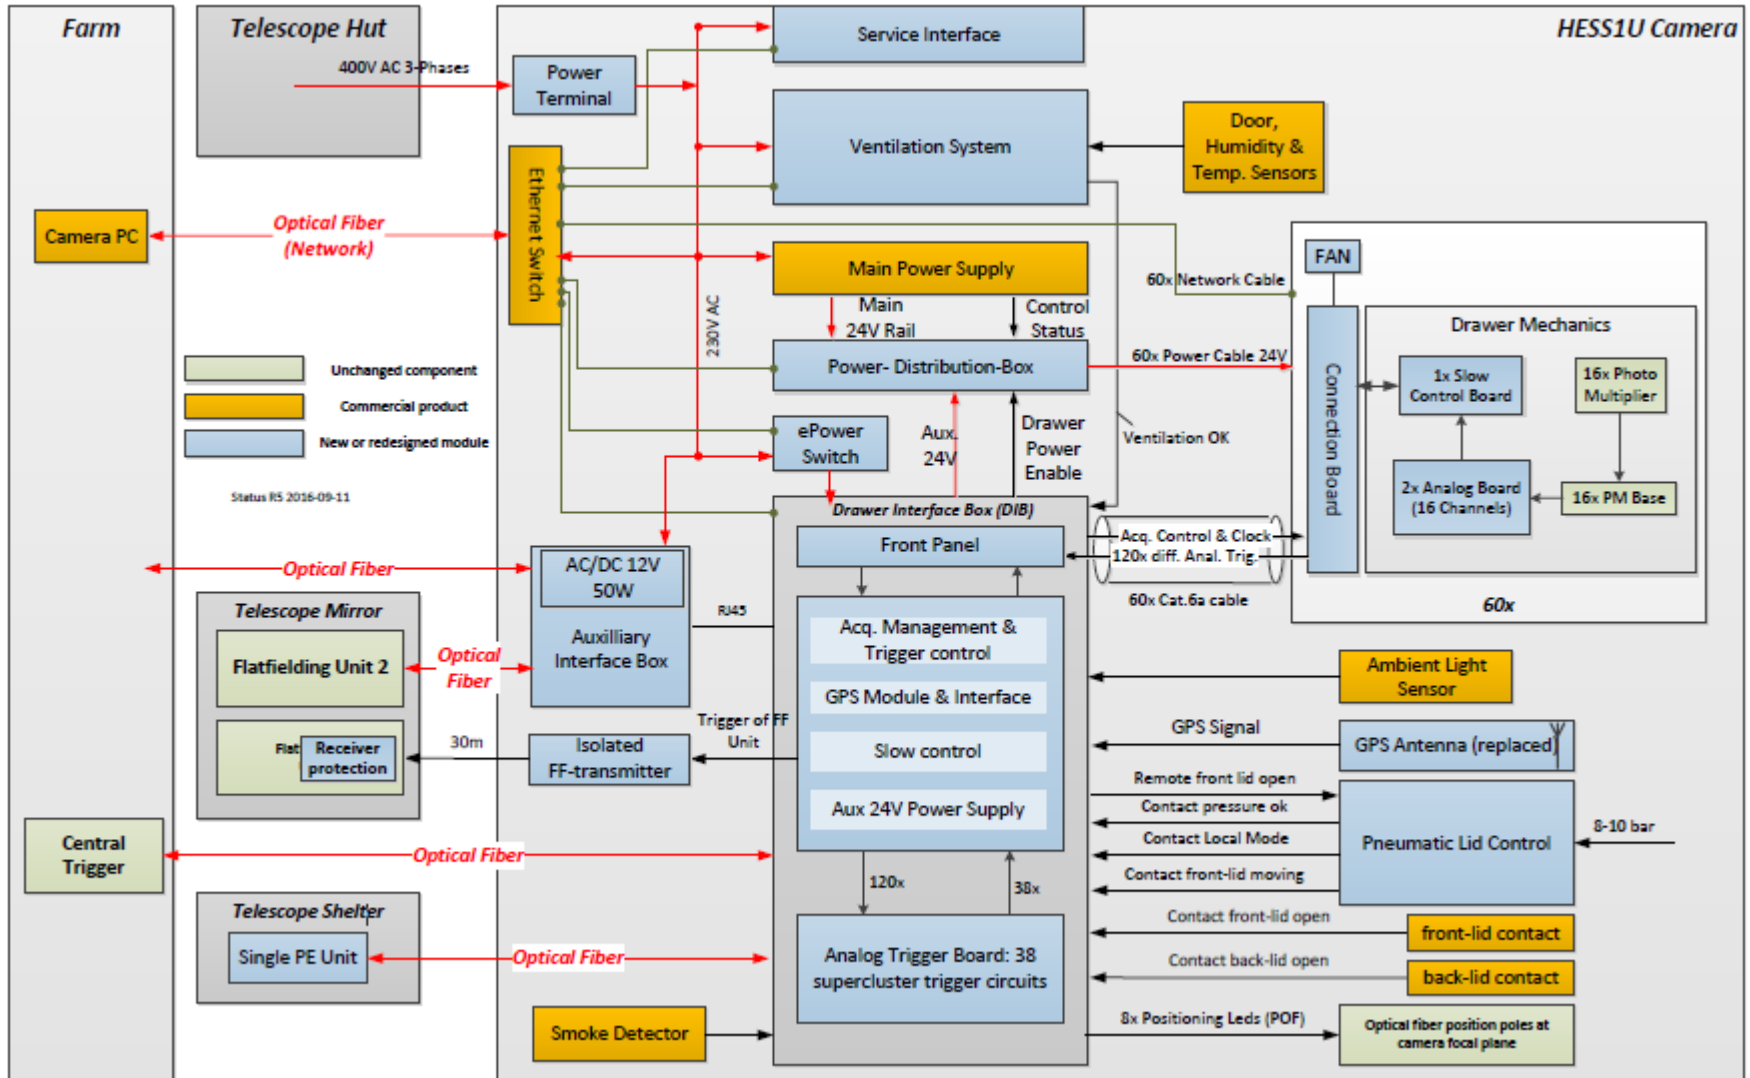 Farm
Telescope Hut
HESS1U Camera
Service Interface
400V AC 3-Phases
Power
Terminal
Ventilation System
Door,
Humidity &
Temp. Sensors
Ethernet Switch
Camera PC
Optical Fiber
(Network)
Main Power Supply
FAN
60x Network Cable
Main
24V Rail
Control
Status
230V AC
Drawer Mechanics
Power- Distribution-Box
60x Power Cable 24V
Connection Board
1x Slow
Control Board
16x Photo
Multiplier
Unchanged component
Commercial product
New or redesigned module
ePower
Switch
Aux.
24V
Drawer
Power
Enable
Ventilation OK
2x Analog Board
(16 Channels)
16x PM Base
Status R5 2016-09-11
Drawer Interface Box (DIB)
Front Panel
Acq. Control & Clock
120x diff. Anal. Trig.
60x Cat.6a cable
60x
Optical Fiber
AC/DC 12V
50W
RJ45
Auxilliary
Interface Box
Telescope Mirror
Flatfielding Unit 2
Optical
Fiber
Acq. Management &
Trigger control
GPS Module & Interface
Slow control
Aux 24V Power Supply
Ambient Light
Sensor
Trigger of FF
Unit
GPS Signal
GPS Antenna (replaced)
Flat
Receiver
protection
30m
Isolated
FF-transmitter
Remote front lid open
Contact pressure ok
Contact Local Mode
Contact front-lid moving
Pneumatic Lid Control
8-10 bar
Central
Trigger
Optical Fiber
120x
38x
Telescope Shelter
Single PE Unit
Optical Fiber
Analog Trigger Board: 38
supercluster trigger circuits
Contact front-lid open
front-lid contact
Contact back-lid open
back-lid contact
Smoke Detector
8x Positioning Leds (POF)
Optical fiber position poles at
camera focal plane